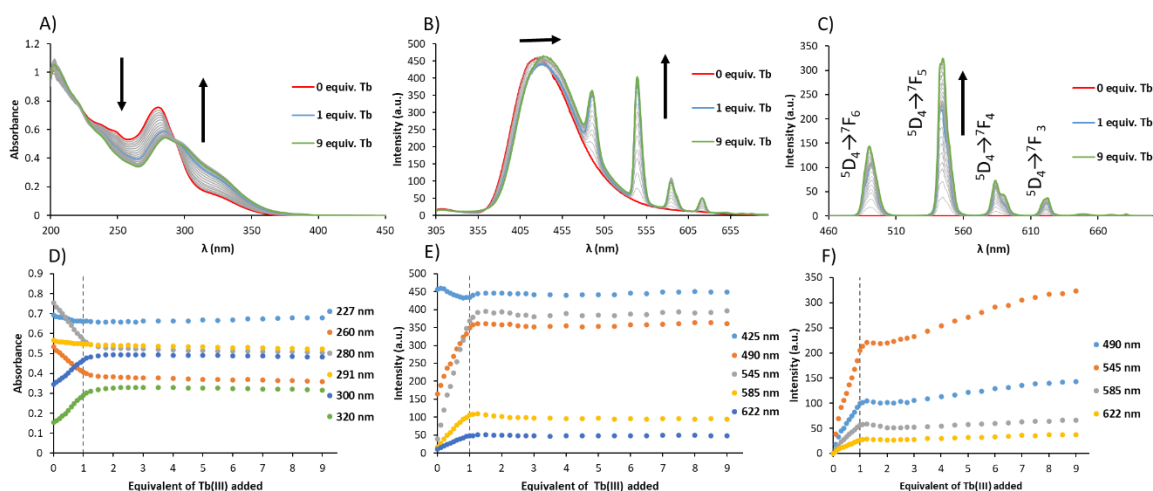 A)
Absorbance
1.2
1
0.8
0.6
0.4
0.2
0
200 250 300 350 400 450
λ (nm)
0 equiv. Tb
1 equiv. Tb
9 equiv. Tb
B)
Intensity (a.u.)
500
450
400
350
300
250
200
150
100
50
0
305 355 405 455 505 555 605 655
λ (nm)
0 equiv. Tb
1 equiv. Tb
9 equiv. Tb
C)
Intensity (a.u.)
350
300
250
200
150
100
50
0
460 510 560 610 660
λ (nm)
⁵D₄→⁷F₆
⁵D₄→⁷F₅
⁵D₄→⁷F₄
⁵D₄→⁷F₃
0 equiv. Tb
1 equiv. Tb
9 equiv. Tb
D)
Absorbance
0.9
0.8
0.7
0.6
0.5
0.4
0.3
0.2
0.1
0
0 1 2 3 4 5 6 7 8 9
Equivalent of Tb(III) added
227 nm
260 nm
280 nm
291 nm
300 nm
320 nm
E)
Intensity (a.u.)
500
450
400
350
300
250
200
150
100
50
0
0 1 2 3 4 5 6 7 8 9
Equivalent of Tb(III) added
425 nm
490 nm
545 nm
585 nm
622 nm
F)
Intensity (a.u.)
350
300
250
200
150
100
50
0
0 1 2 3 4 5 6 7 8 9
Equivalent of Tb(III) added
490 nm
545 nm
585 nm
622 nm